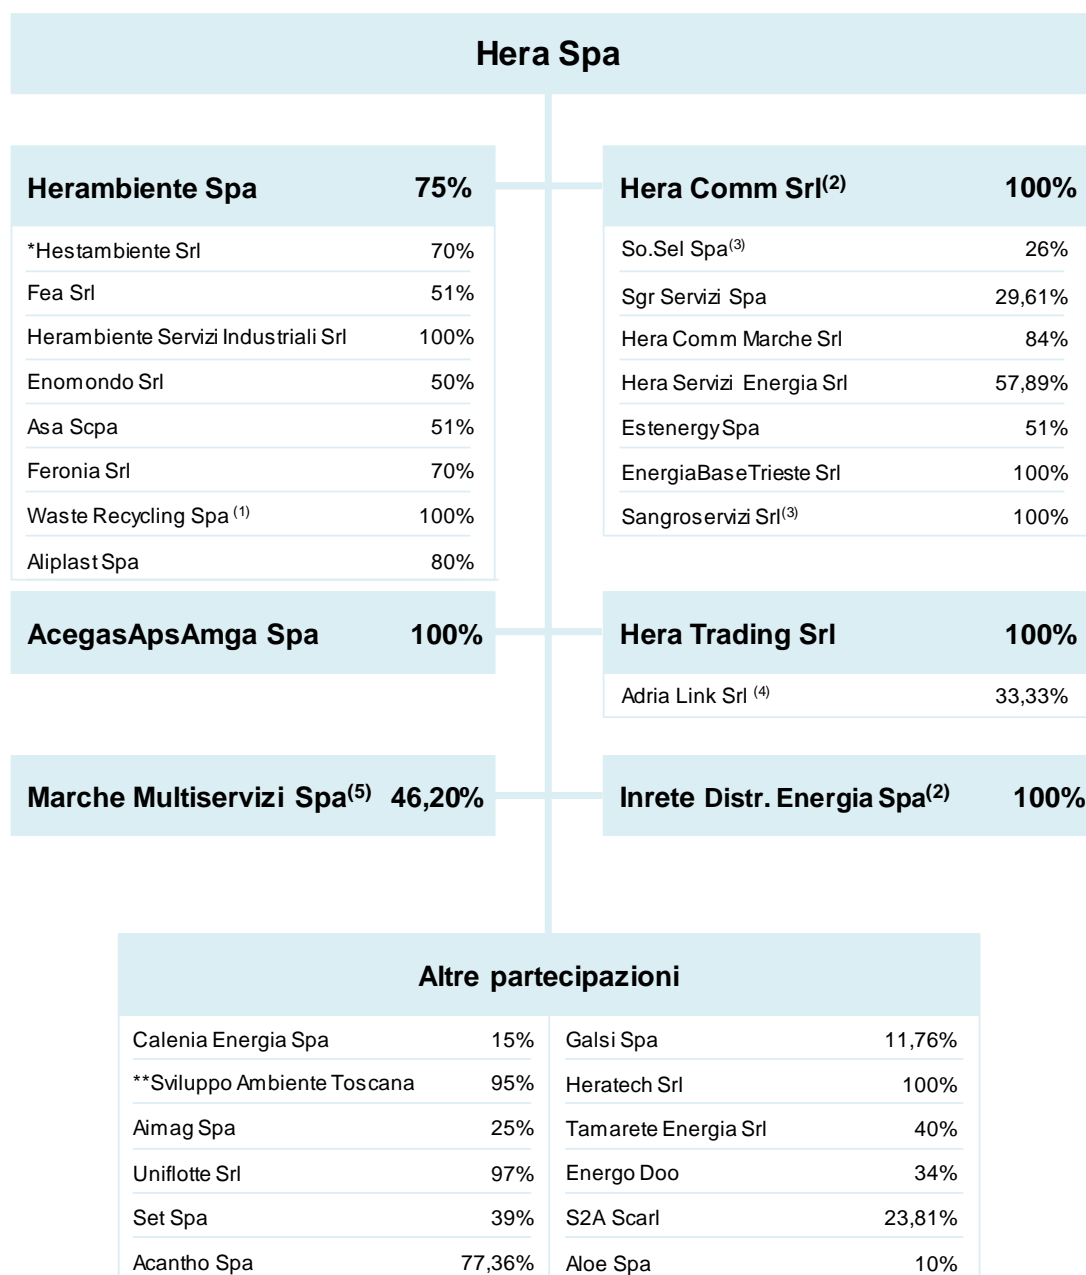 Hera Spa
Herambiente Spa 75%
*Hestambiente Srl 70%
Fea Srl 51%
Herambiente Servizi Industriali Srl 100%
Enomondo Srl 50%
Asa Scpa 51%
Feronia Srl 70%
Waste Recycling Spa (1) 100%
Aliplast Spa 80%
Hera Comm Srl(2) 100%
So.Sel Spa(3) 26%
Sgr Servizi Spa 29,61%
Hera Comm Marche Srl 84%
Hera Servizi Energia Srl 57,89%
Estenergy Spa 51%
EnergiaBaseTrieste Srl 100%
Sangroservizi Srl(3) 100%
AcegasApsAmga Spa 100%
Hera Trading Srl 100%
Adria Link Srl (4) 33,33%
Marche Multiservizi Spa(5) 46,20%
Inrete Distr. Energia Spa(2) 100%
Altre partecipazioni
Calenia Energia Spa 15%
**Sviluppo Ambiente Toscana 95%
Aimag Spa 25%
Uniflotte Srl 97%
Set Spa 39%
Acantho Spa 77,36%
Galsi Spa 11,76%
Heratech Srl 100%
Tamarete Energia Srl 40%
Energo Doo 34%
S2A Scarl 23,81%
Aloe Spa 10%